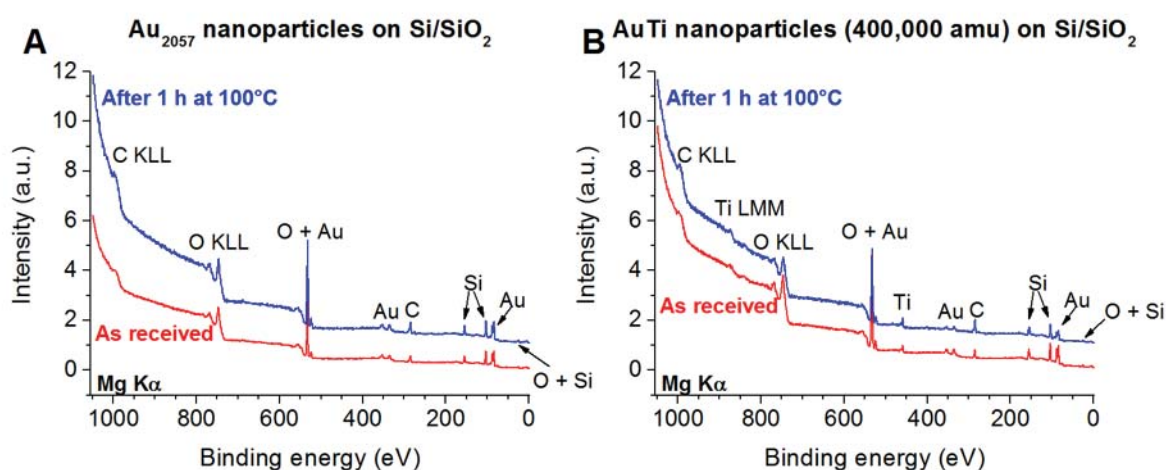 A
Au2057 nanoparticles on Si/SiO2
12
10
8
6
4
2
0
Intensity (a.u.)
After 1 h at 100°C
C KLL
O KLL
O + Au
Au C
Si
Au
As received
O + Si
Mg Kα
1000 800 600 400 200 0
Binding energy (eV)
B
AuTi nanoparticles (400,000 amu) on Si/SiO2
12
10
8
6
4
2
0
Intensity (a.u.)
After 1 h at 100°C
C KLL
Ti LMM
O KLL
O + Au
Ti
Au C
Si
Au
O + Si
As received
Mg Kα
1000 800 600 400 200 0
Binding energy (eV)